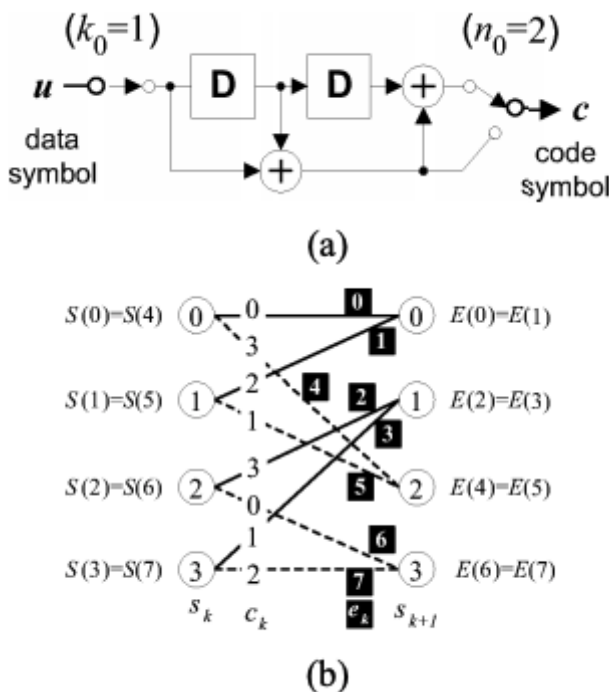 (k₀=1) (n₀=2)
u D D + c
data symbol + code symbol
(a)
S(0)=S(4) 0 0 0 0 E(0)=E(1)
3 1
4
S(1)=S(5) 1 2 2 1 E(2)=E(3)
1 3
S(2)=S(6) 2 3 5 2 E(4)=E(5)
0 6
1
S(3)=S(7) 3 2 7 3 E(6)=E(7)
sₖ cₖ eₖ sₖ₊₁
(b)